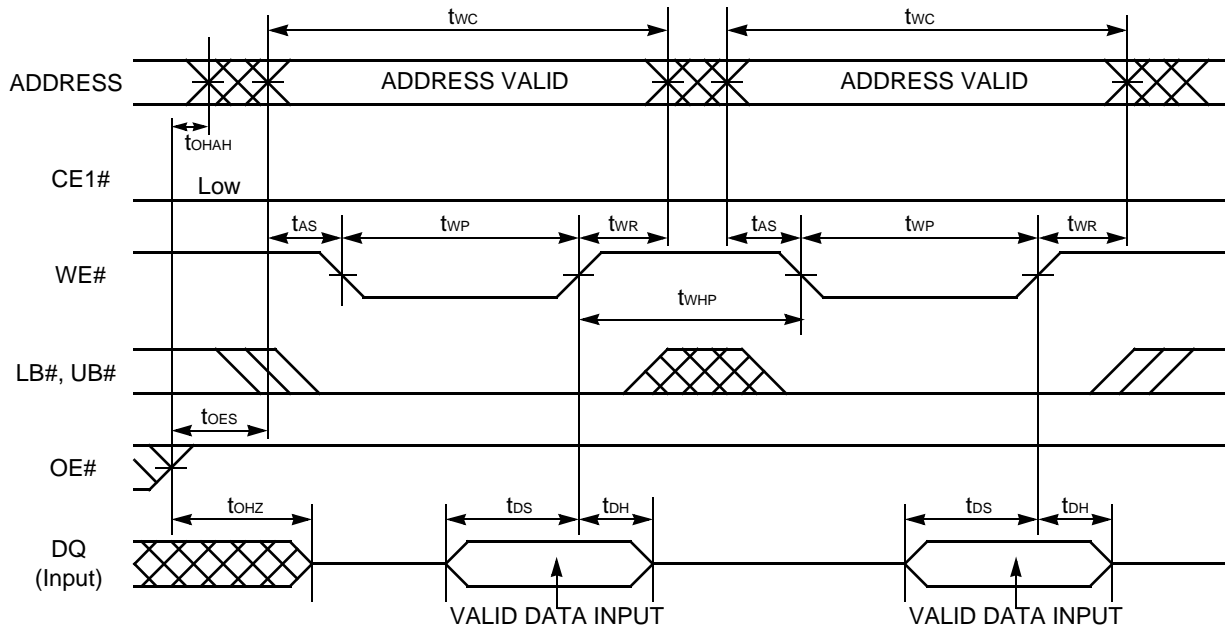 tWC
tWC
ADDRESS
ADDRESS VALID
ADDRESS VALID
tOHAH
CE1#
Low
tAS
tWP
tWR
tAS
tWP
tWR
WE#
tWHP
LB#, UB#
tOES
OE#
tOHZ
tDS
tDH
tDS
tDH
DQ
(Input)
VALID DATA INPUT
VALID DATA INPUT